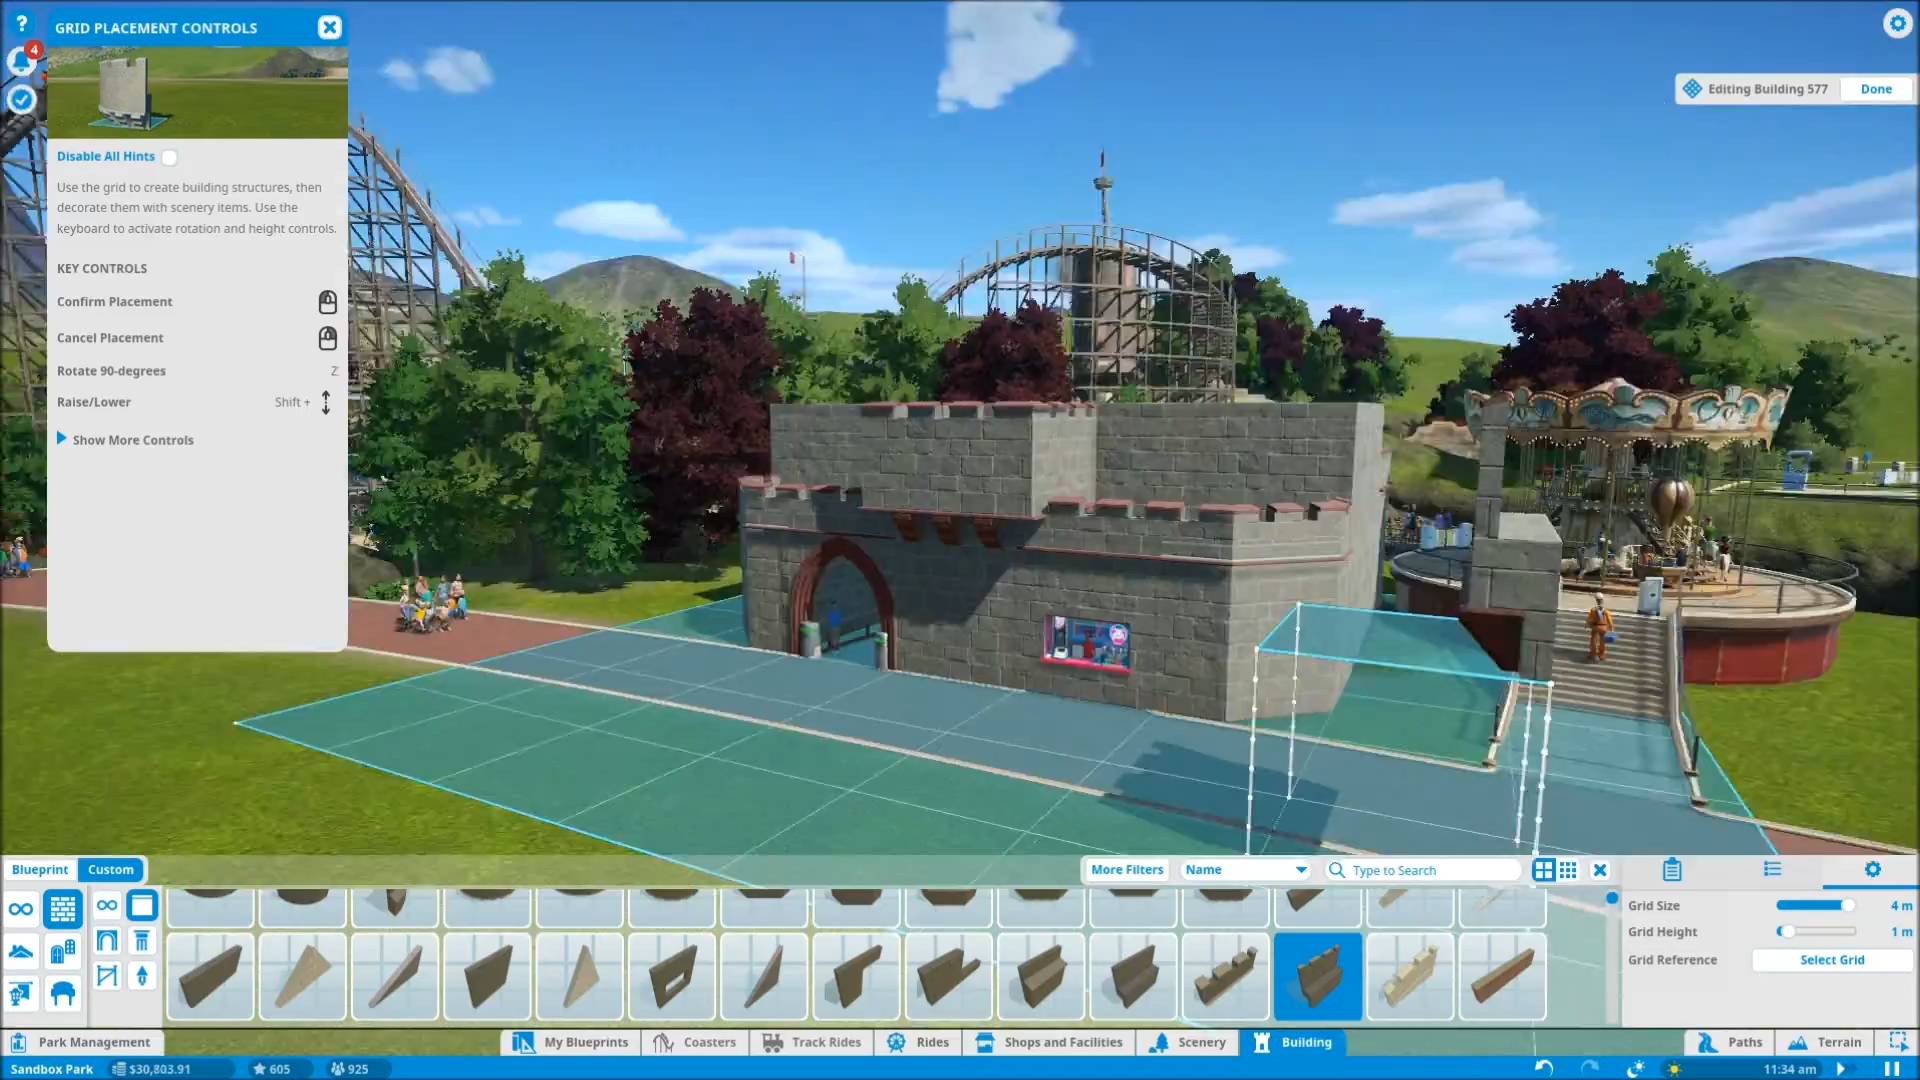 ?
GRID PLACEMENT CONTROLS
4
Disable All Hints
Use the grid to create building structures, then
decorate them with scenery items. Use the
keyboard to activate rotation and height controls.
KEY CONTROLS
Confirm Placement
Cancel Placement
Rotate 90-degrees Z
Raise/Lower Shift +
Show More Controls
Editing Building 577 Done
Blueprint Custom
More Filters Name Type to Search
Grid Size 4 m
Grid Height 1 m
Grid Reference Select Grid
Park Management My Blueprints Coasters Track Rides Rides Shops and Facilities Scenery Building Paths Terrain
Sandbox Park $30,803.91 605 925 11:34 am